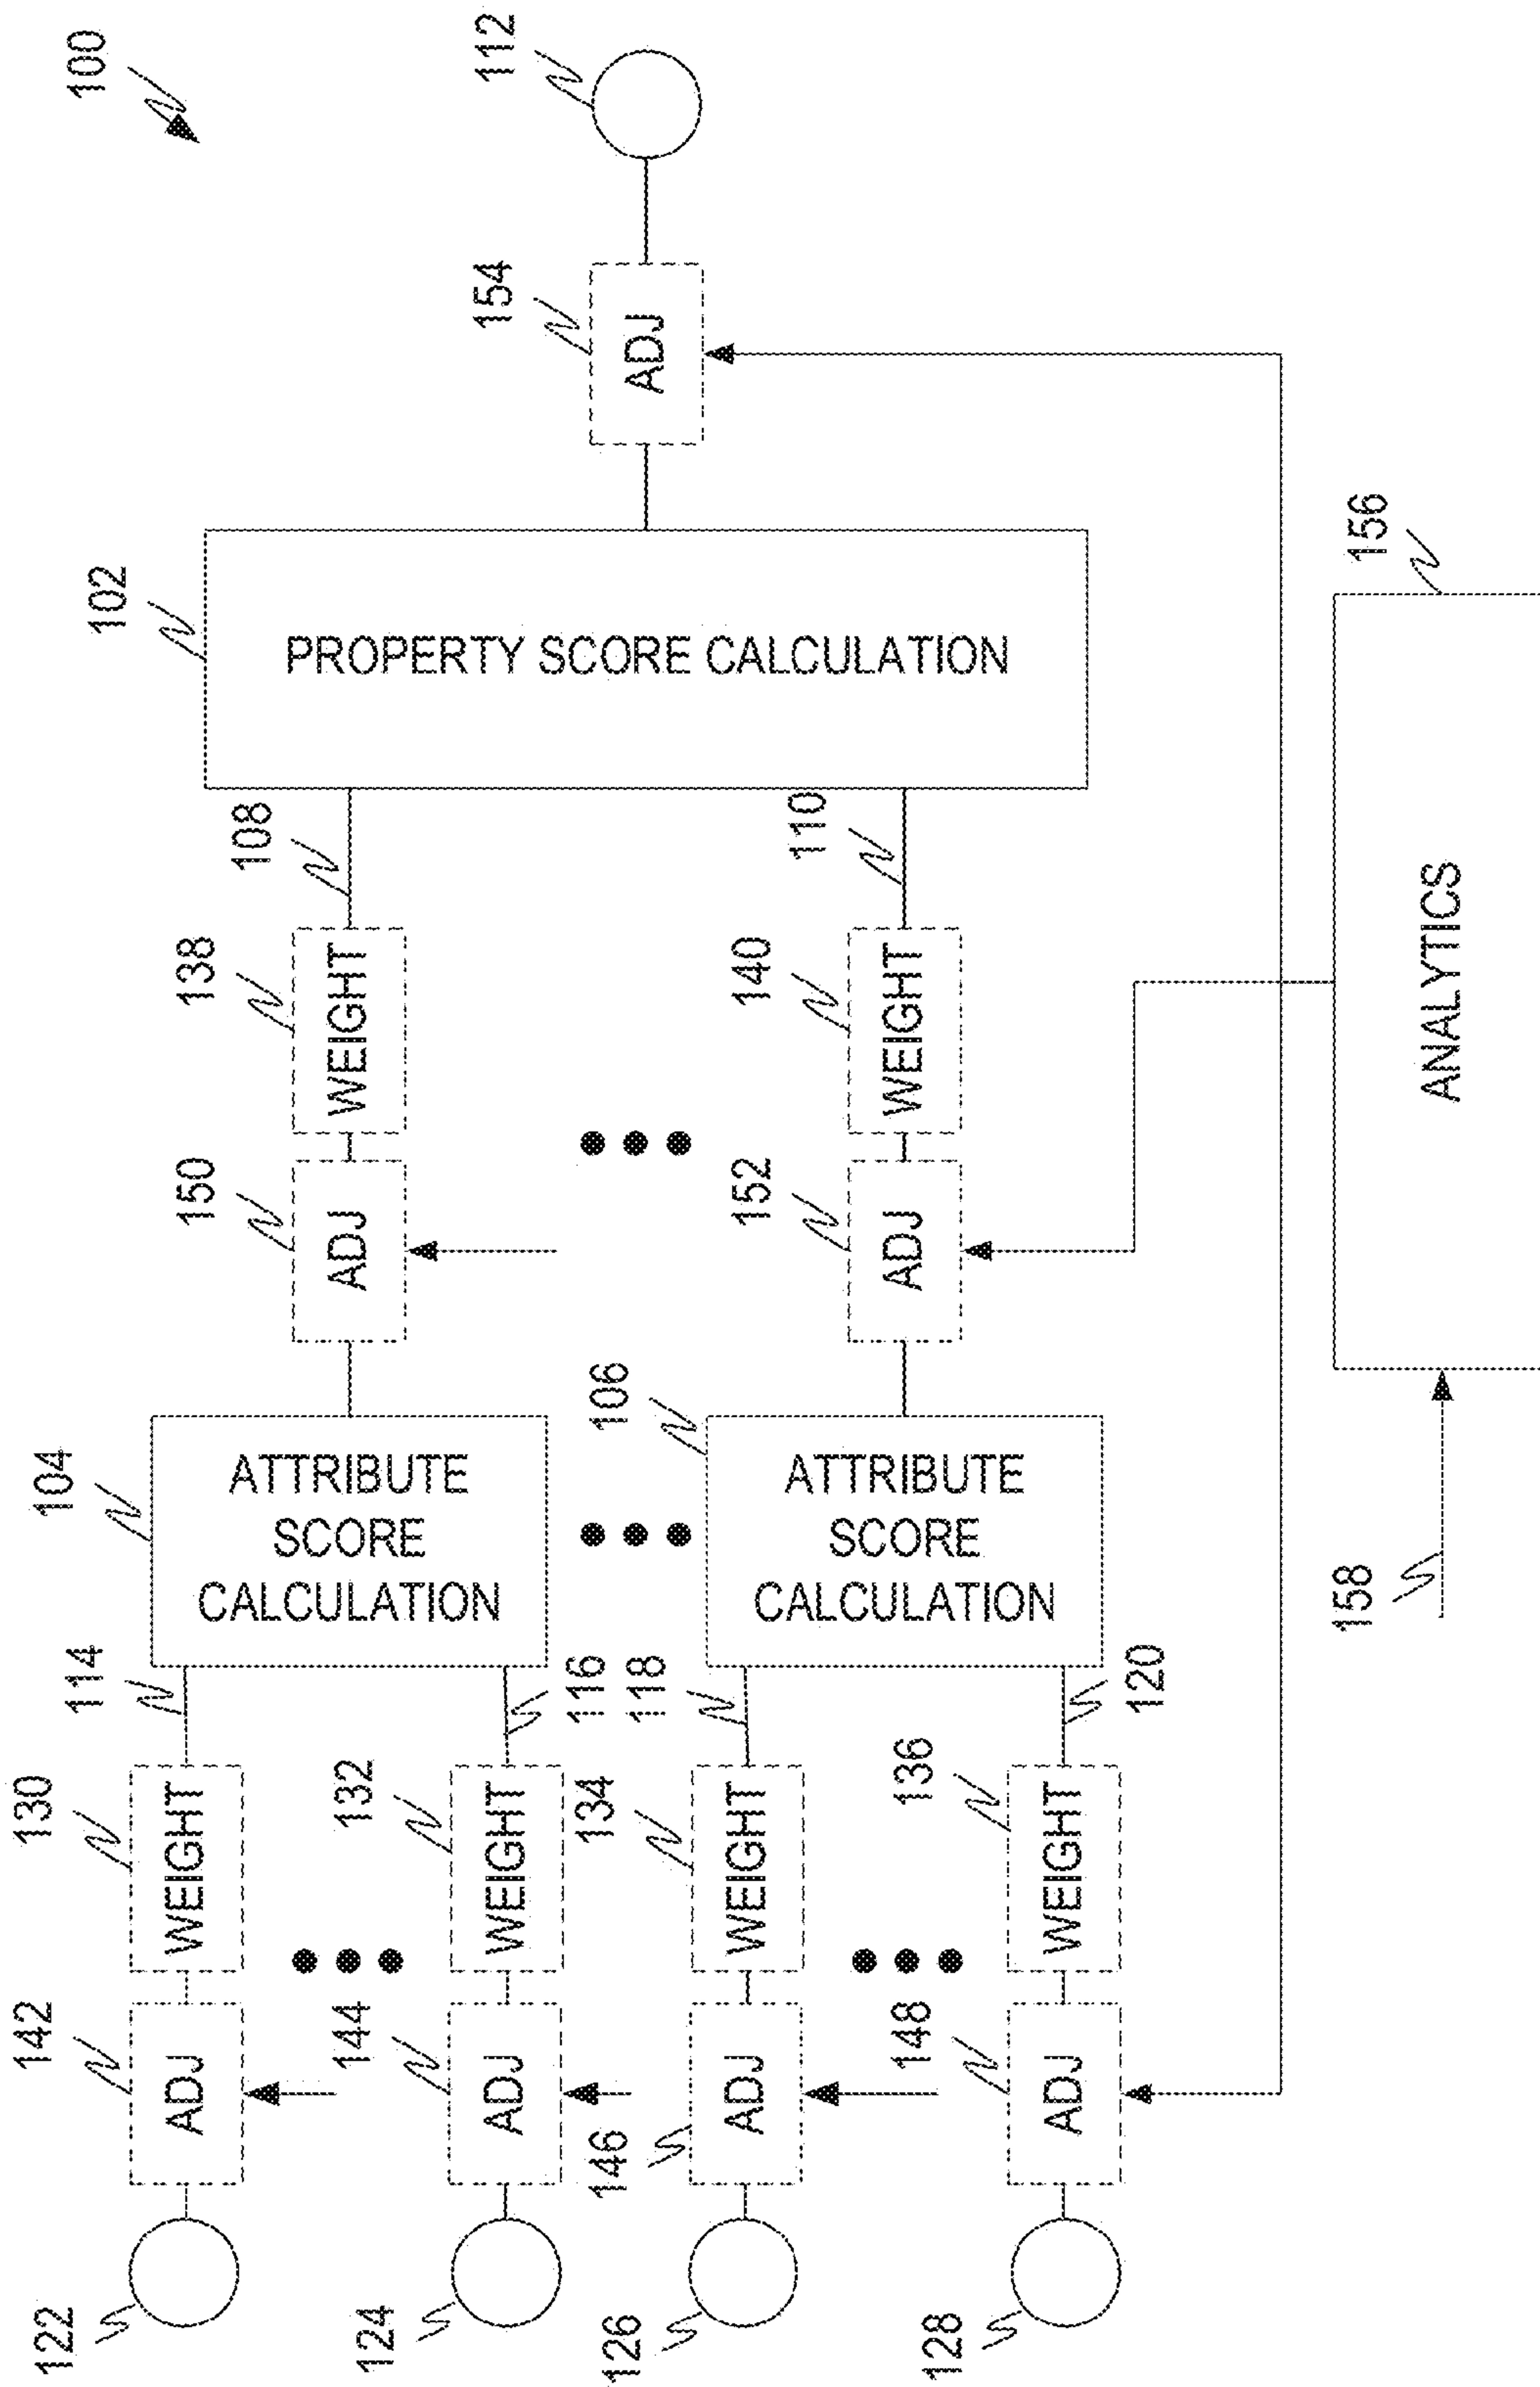 100
102
PROPERTY SCORE CALCULATION
154
ADJ
112
104
ATTRIBUTE
SCORE
CALCULATION
150
ADJ
138
WEIGHT
108
106
ATTRIBUTE
SCORE
CALCULATION
152
ADJ
140
WEIGHT
110
122
142
ADJ
130
WEIGHT
114
124
144
ADJ
132
WEIGHT
116
126
146
ADJ
134
WEIGHT
118
128
148
ADJ
136
WEIGHT
120
158
ANALYTICS
156